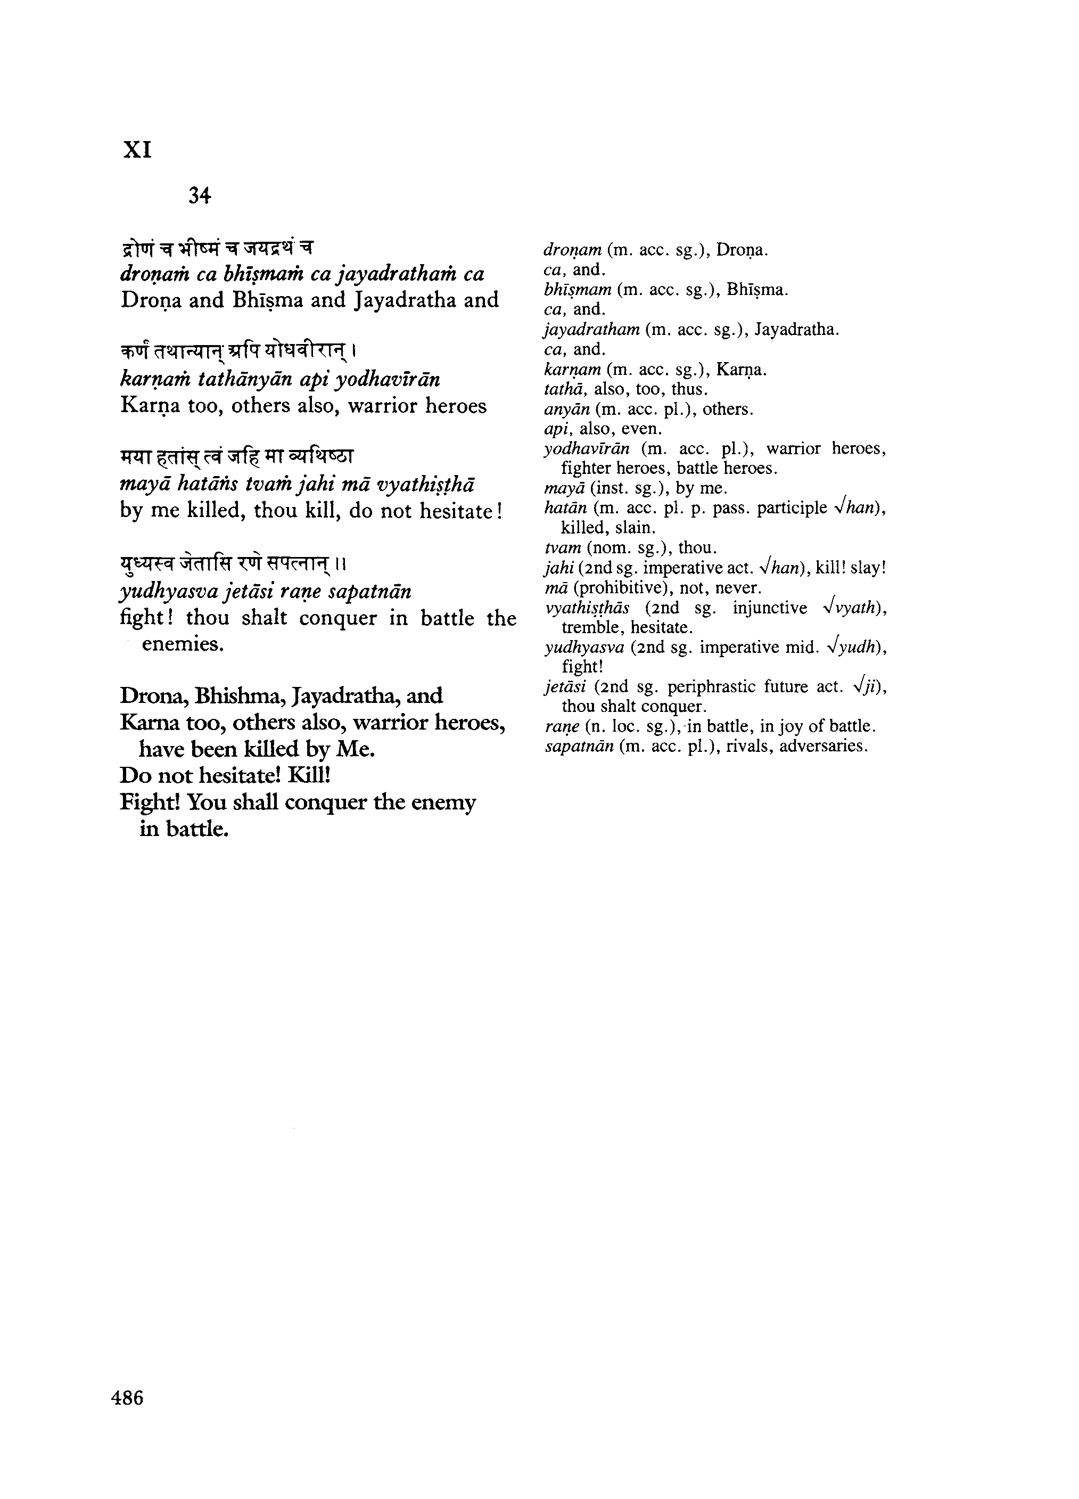 XI
34
द्रोणं च भीष्मं च जयद्रथं च
droṇaṁ ca bhīṣmaṁ ca jayadrathaṁ ca
Droṇa and Bhīṣma and Jayadratha and
कर्णं तथान्यान् अपि योधवीरान् ।
karṇaṁ tathānyān api yodhavīrān
Karṇa too, others also, warrior heroes
मया हतांस् त्वं जहि मा व्यथिष्ठा
mayā hatāṅs tvaṁ jahi mā vyathiṣṭhā
by me killed, thou kill, do not hesitate!
युध्यस्व जेतासि रणे सपत्नान् ॥
yudhyasva jetāsi raṇe sapatnān
fight! thou shalt conquer in battle the
enemies.
Drona, Bhishma, Jayadratha, and
Karna too, others also, warrior heroes,
have been killed by Me.
Do not hesitate! Kill!
Fight! You shall conquer the enemy
in battle.
droṇam (m. acc. sg.), Droṇa.
ca, and.
bhīṣmam (m. acc. sg.), Bhīṣma.
ca, and.
jayadratham (m. acc. sg.), Jayadratha.
ca, and.
karṇam (m. acc. sg.), Karṇa.
tathā, also, too, thus.
anyān (m. acc. pl.), others.
api, also, even.
yodhavīrān (m. acc. pl.), warrior heroes,
fighter heroes, battle heroes.
mayā (inst. sg.), by me.
hatān (m. acc. pl. p. pass. participle √han),
killed, slain.
tvam (nom. sg.), thou.
jahi (2nd sg. imperative act. √han), kill! slay!
mā (prohibitive), not, never.
vyathiṣṭhās (2nd sg. injunctive √vyath),
tremble, hesitate.
yudhyasva (2nd sg. imperative mid. √yudh),
fight!
jetāsi (2nd sg. periphrastic future act. √ji),
thou shalt conquer.
raṇe (n. loc. sg.), in battle, in joy of battle.
sapatnān (m. acc. pl.), rivals, adversaries.
486